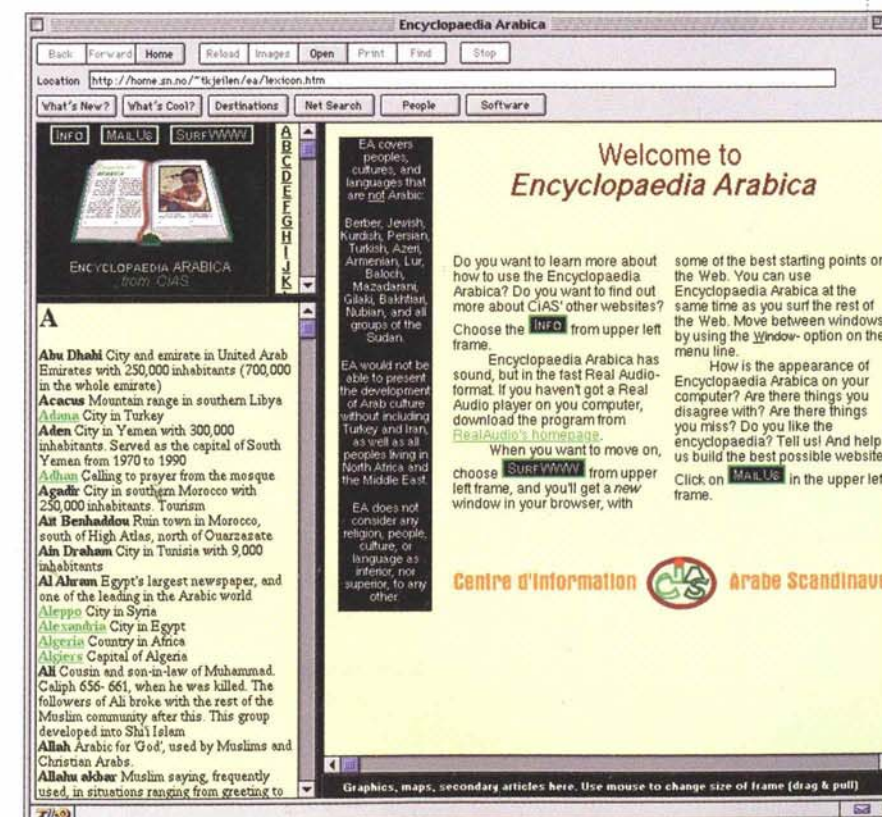 Encyclopaedia Arabica
Back Forward Home Reload Images Open Print Find Stop
Location http://home.sn.no/~tkjeilen/ea/lexicon.htm
What's New? What's Cool? Destinations Net Search People Software
INFO MAIL US SURF WWW
ENCYCLOPAEDIA ARABICA
from CiAS
A
B
C
D
E
F
G
H
I
J
K
A
Abu Dhabi City and emirate in United Arab
Emirates with 250,000 inhabitants (700,000
in the whole emirate)
Acacus Mountain range in southern Libya
Adana City in Turkey
Aden City in Yemen with 300,000
inhabitants. Served as the capital of South
Yemen from 1970 to 1990
Adhan Calling to prayer from the mosque
Agadir City in southern Morocco with
250,000 inhabitants. Tourism
Ait Benhaddou Ruin town in Morocco,
south of High Atlas, north of Ouarzazate
Ain Draham City in Tunisia with 9,000
inhabitants
Al Ahram Egypt's largest newspaper, and
one of the leading in the Arabic world
Aleppo City in Syria
Alexandria City in Egypt
Algeria Country in Africa
Algiers Capital of Algeria
Ali Cousin and son-in-law of Muhammad.
Caliph 656- 661, when he was killed. The
followers of Ali broke with the rest of the
Muslim community after this. This group
developed into Shi'i Islam
Allah Arabic for 'God', used by Muslims and
Christian Arabs.
Allahu akbar Muslim saying, frequently
used, in situations ranging from greeting to
EA covers
peoples,
cultures, and
languages that
are not Arabic:
Berber, Jewish,
Kurdish, Persian,
Turkish, Azeri,
Armenian, Lur,
Baloch,
Mazadarani,
Gilaki, Bakhtiari,
Nubian, and all
groups of the
Sudan.
EA would not be
able to present
the development
of Arab culture
without including
Turkey and Iran,
as well as all
peoples living in
North Africa and
the Middle East.
EA does not
consider any
religion, people,
culture, or
language as
inferior, nor
superior, to any
other.
Welcome to
Encyclopaedia Arabica
Do you want to learn more about
how to use the Encyclopaedia
Arabica? Do you want to find out
more about CiAS' other websites?
Choose the INFO from upper left
frame.
Encyclopaedia Arabica has
sound, but in the fast Real Audio-
format. If you haven't got a Real
Audio player on you computer,
download the program from
RealAudio's homepage.
When you want to move on,
choose SURF WWW from upper
left frame, and you'll get a new
window in your browser, with
some of the best starting points on
the Web. You can use
Encyclopaedia Arabica at the
same time as you surf the rest of
the Web. Move between windows
by using the Window- option on the
menu line.
How is the appearance of
Encyclopaedia Arabica on your
computer? Are there things you
disagree with? Are there things
you miss? Do you like the
encyclopaedia? Tell us! And help
us build the best possible website
Click on MAIL US in the upper left
frame.
Centre d'Information CiAS Arabe Scandinave
Graphics, maps, secondary articles here. Use mouse to change size of frame (drag & pull)